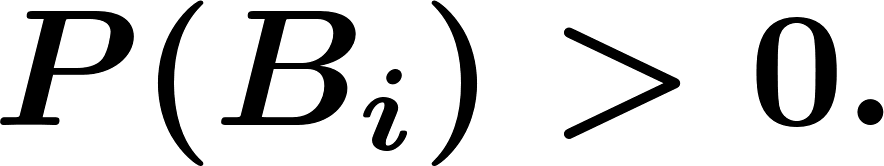 P(B_i) > 0.